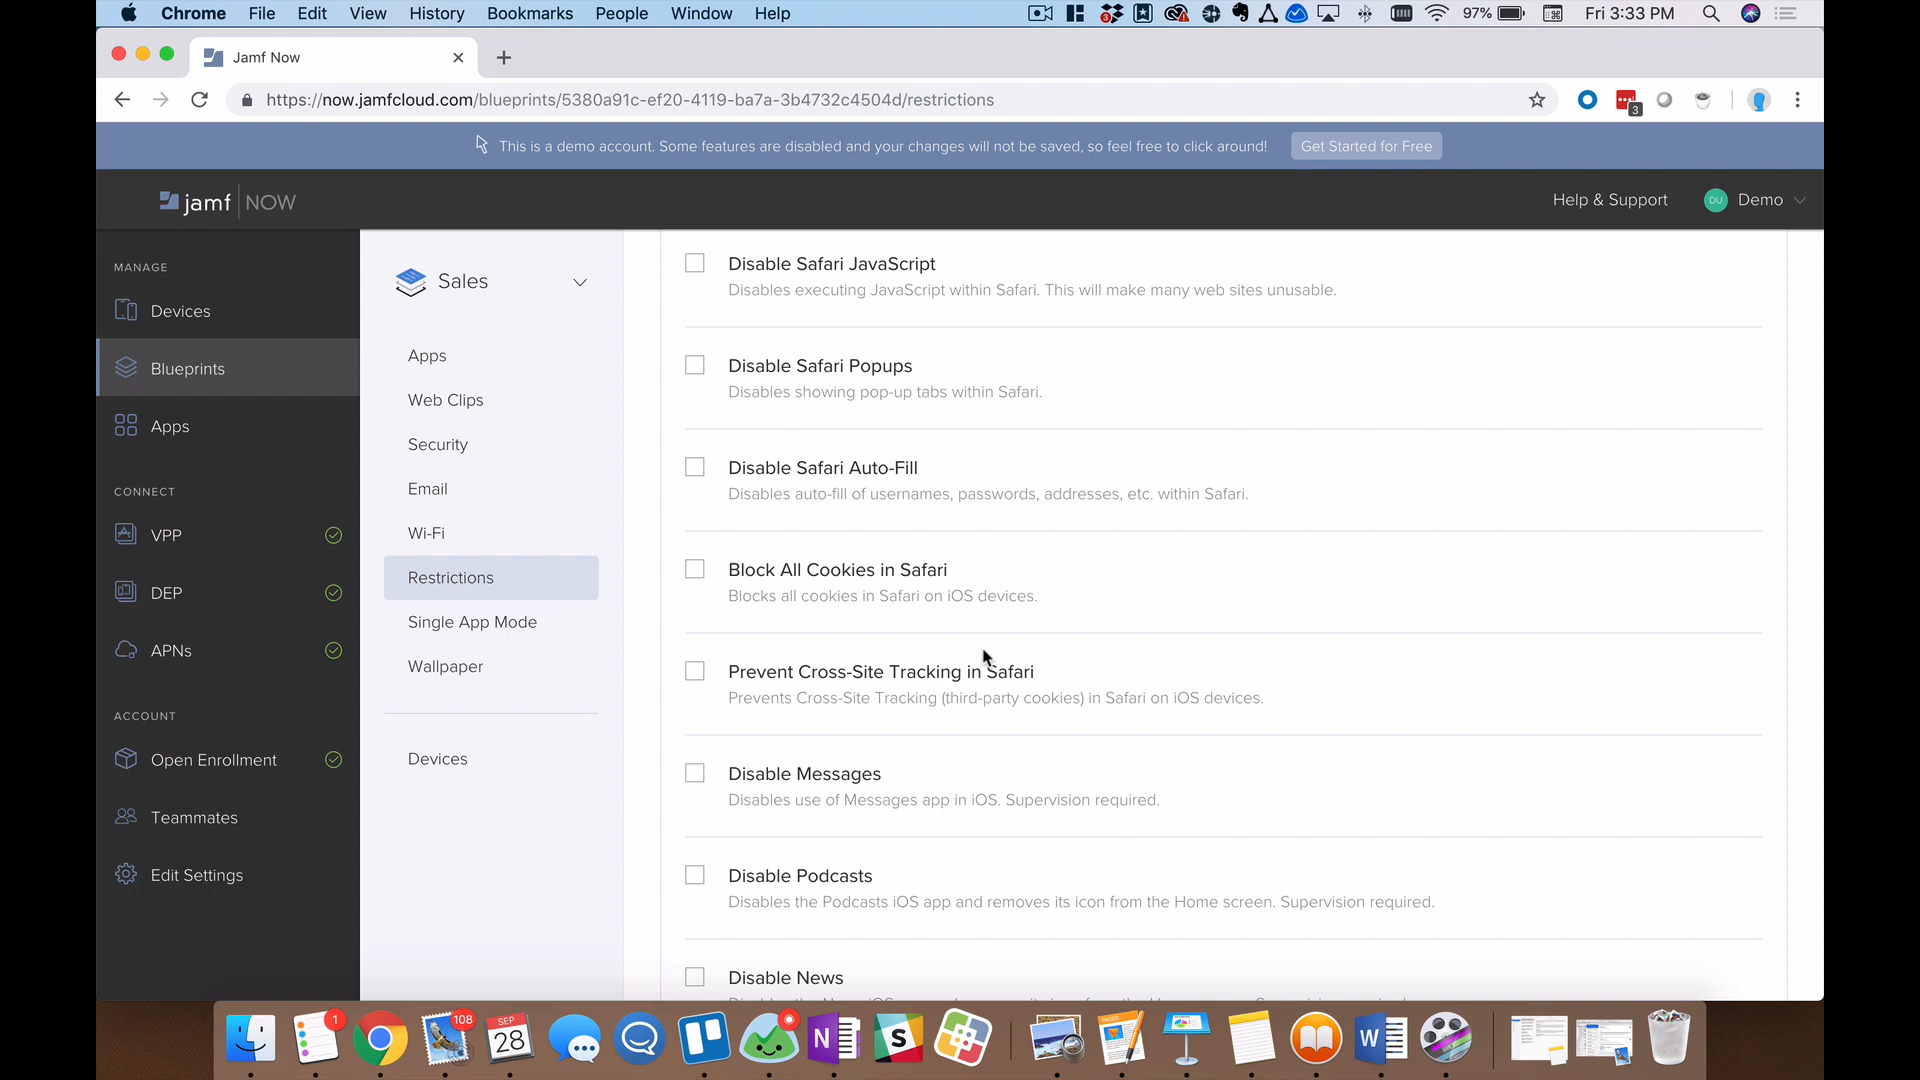 Chrome File Edit View History Bookmarks People Window Help
3
97%
Fri 3:33 PM
Jamf Now
https://now.jamfcloud.com/blueprints/5380a91c-ef20-4119-ba7a-3b4732c4504d/restrictions
3
This is a demo account. Some features are disabled and your changes will not be saved, so feel free to click around!
Get Started for Free
jamf NOW
Help & Support
DU Demo
MANAGE
Devices
Blueprints
Apps
CONNECT
VPP
DEP
APNs
ACCOUNT
Open Enrollment
Teammates
Edit Settings
Sales
Apps
Web Clips
Security
Email
Wi-Fi
Restrictions
Single App Mode
Wallpaper
Devices
Disable Safari JavaScript
Disables executing JavaScript within Safari. This will make many web sites unusable.
Disable Safari Popups
Disables showing pop-up tabs within Safari.
Disable Safari Auto-Fill
Disables auto-fill of usernames, passwords, addresses, etc. within Safari.
Block All Cookies in Safari
Blocks all cookies in Safari on iOS devices.
Prevent Cross-Site Tracking in Safari
Prevents Cross-Site Tracking (third-party cookies) in Safari on iOS devices.
Disable Messages
Disables use of Messages app in iOS. Supervision required.
Disable Podcasts
Disables the Podcasts iOS app and removes its icon from the Home screen. Supervision required.
Disable News
1
108
SEP
28
N
S
PAGES
W